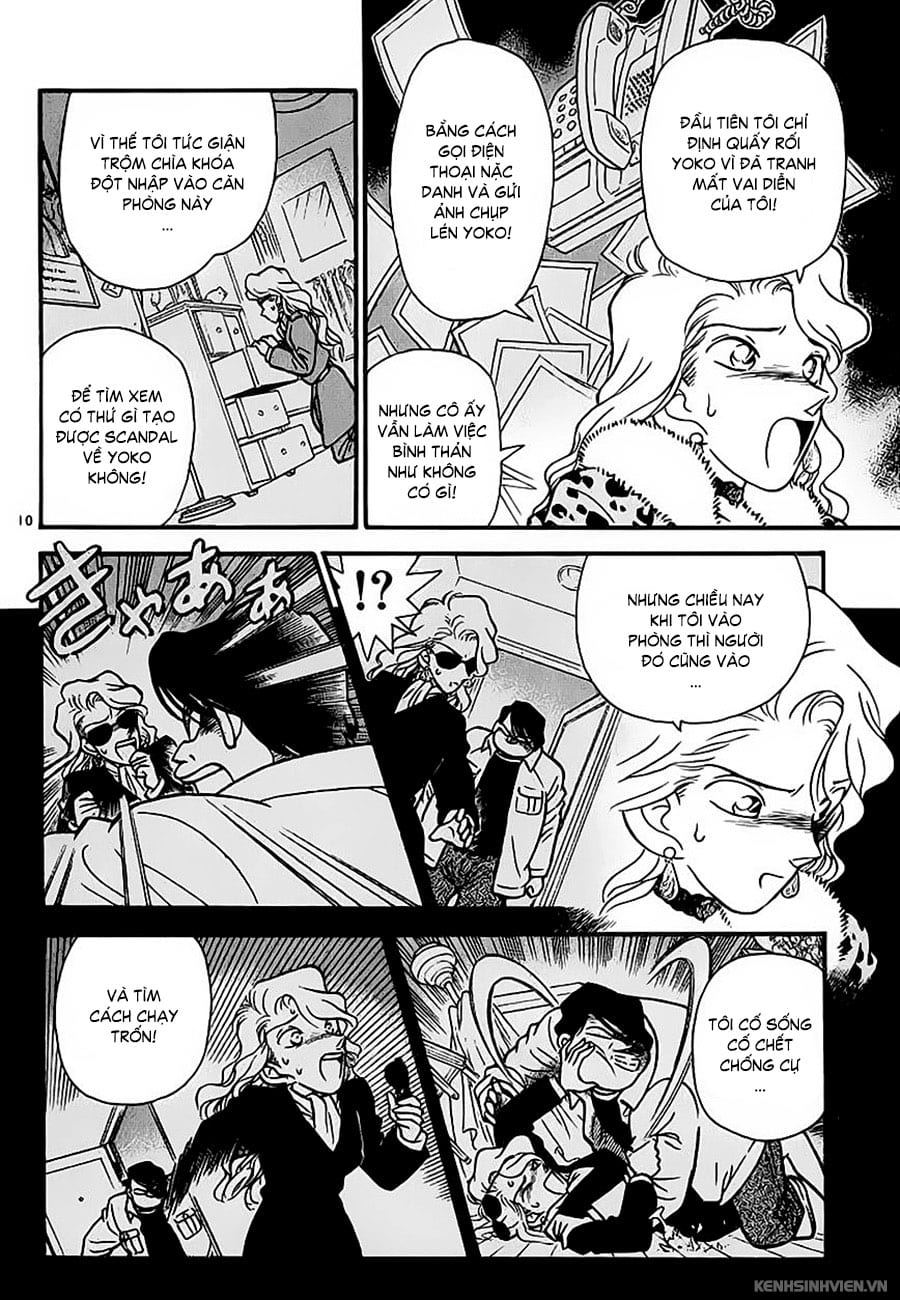 ĐẦU TIÊN TÔI CHỈ
ĐỊNH QUẤY RỐI
YOKO VÌ ĐÃ TRANH
MẤT VAI DIỄN
CỦA TÔI!
BẰNG CÁCH
GỌI ĐIỆN
THOẠI NẶC
DANH VÀ GỬI
ẢNH CHỤP
LÉN YOKO!
NHƯNG CÔ ẤY
VẪN LÀM VIỆC
BÌNH THẢN
NHƯ KHÔNG
CÓ GÌ!
VÌ THẾ TÔI TỨC GIẬN
TRỘM CHÌA KHÓA
ĐỘT NHẬP VÀO CĂN
PHÒNG NÀY
...
ĐỂ TÌM XEM
CÓ THỨ GÌ TẠO
ĐƯỢC SCANDAL
VỀ YOKO
KHÔNG!
10
NHƯNG CHIỀU NAY
KHI TÔI VÀO
PHÒNG THÌ NGƯỜI
ĐÓ CŨNG VÀO
...
!?
きゃあぁぁ
TÔI CỐ SỐNG
CỐ CHẾT
CHỐNG CỰ
...
VÀ TÌM
CÁCH CHẠY
TRỐN!
KENHSINHVIEN.VN